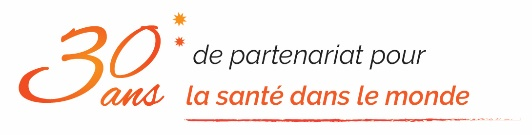 30 ans
de partenariat pour
la santé dans le monde